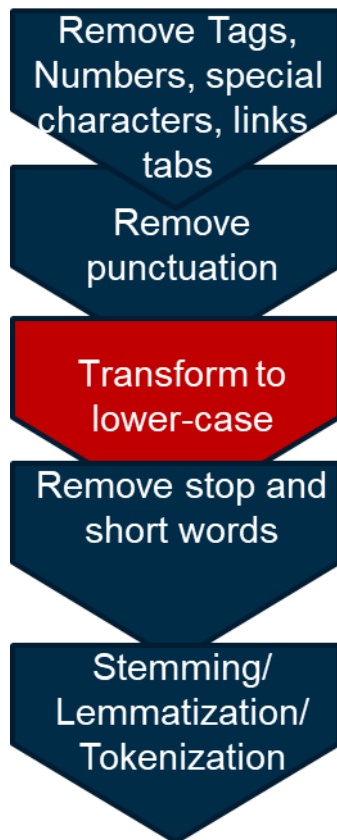 Remove Tags,
Numbers, special
characters, links,
tabs
Remove
punctuation
Transform to
lower-case
Remove stop and
short words
Stemming/
Lemmatization/
Tokenization